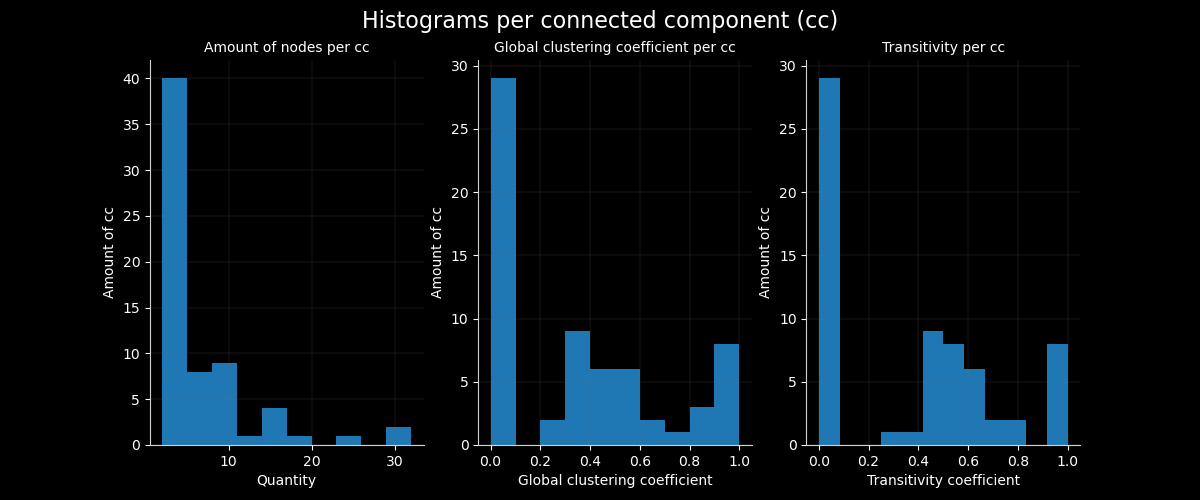 Histograms per connected component (cc)
Amount of nodes per cc
Global clustering coefficient per cc
Transitivity per cc
40
35
30
25
20
15
10
5
0
Amount of cc
10 20 30
Quantity
30
25
20
15
10
5
0
Amount of cc
0.0 0.2 0.4 0.6 0.8 1.0
Global clustering coefficient
30
25
20
15
10
5
0
Amount of cc
0.0 0.2 0.4 0.6 0.8 1.0
Transitivity coefficient